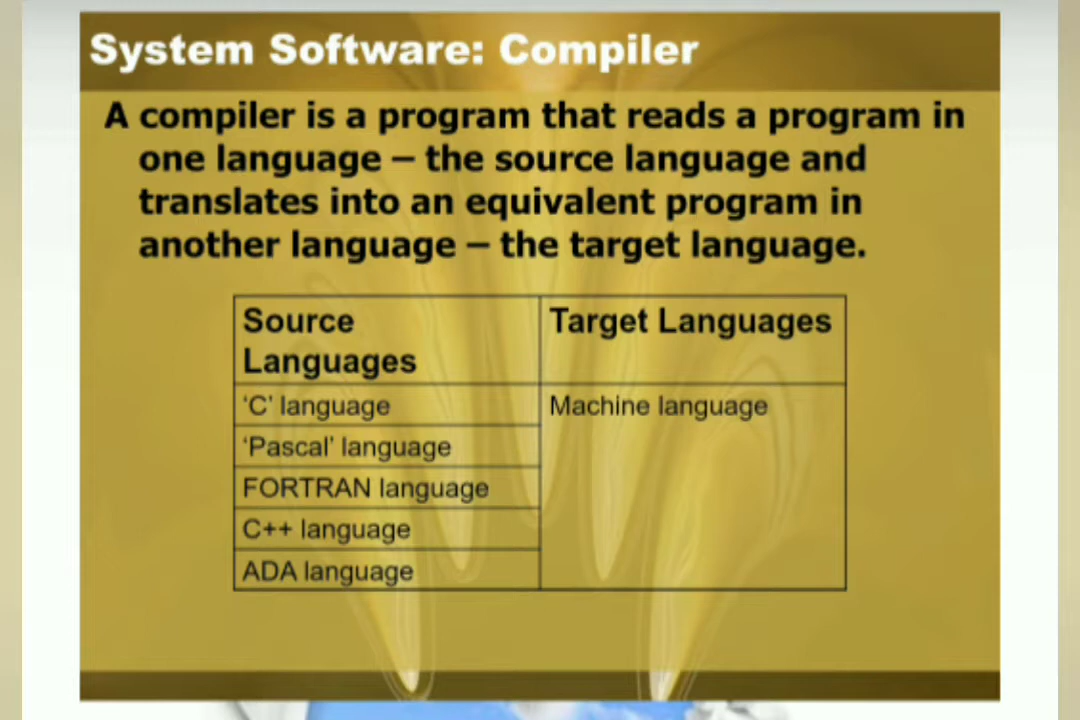 System Software: Compiler
A compiler is a program that reads a program in
one language – the source language and
translates into an equivalent program in
another language – the target language.
Source Target Languages
Languages
‘C’ language Machine language
‘Pascal’ language
FORTRAN language
C++ language
ADA language